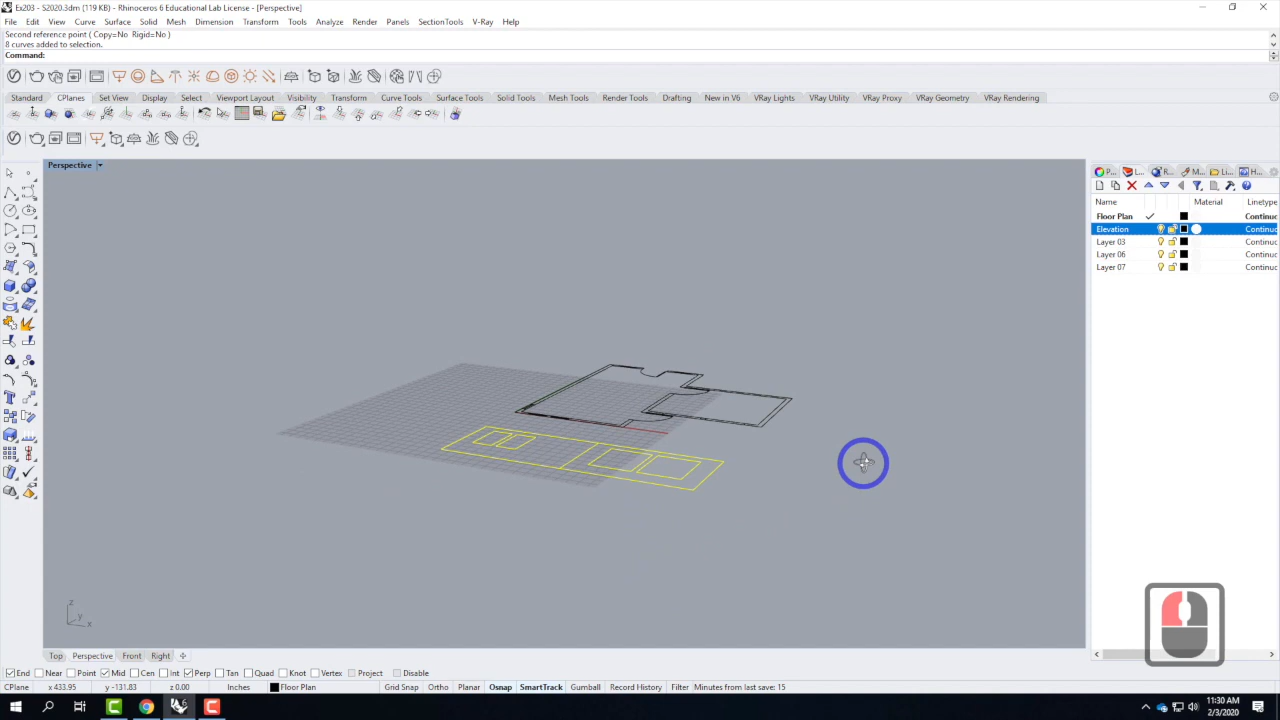 Ex203 - S2020.3dm (119 KB) - Rhinoceros 6 Educational Lab License - [Perspective]
File Edit View Curve Surface Solid Mesh Dimension Transform Tools Analyze Render Panels SectionTools V-Ray Help
Second reference point ( Copy=No Rigid=No )
8 curves added to selection.
Command:
Standard CPlanes Set View Display Select Viewport Layout Visibility Transform Curve Tools Surface Tools Solid Tools Mesh Tools Render Tools Drafting New in V6 VRay Lights VRay Utility VRay Proxy VRay Geometry VRay Rendering
Perspective
P... L... R... M... Li... H...
Name Material Linetype
Floor Plan Continuc
Elevation Continuc
Layer 03 Continuc
Layer 06 Continuc
Layer 07 Continuc
z
y
x
Top Perspective Front Right
End Near Point Mid Cen Int Perp Tan Quad Knot Vertex Project Disable
CPlane x 433.95 y -131.83 z 0.00 Inches Floor Plan Grid Snap Ortho Planar Osnap SmartTrack Gumball Record History Filter Minutes from last save: 15
11:30 AM
2/3/2020